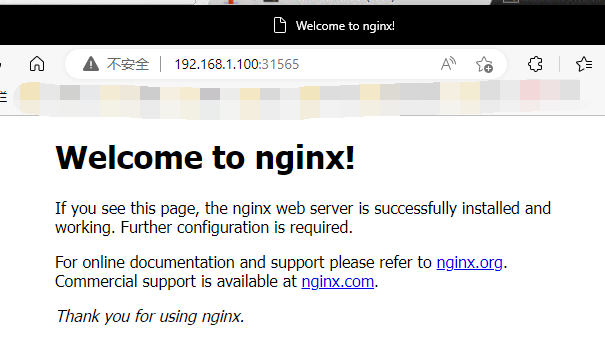 Welcome to nginx!
不安全 192.168.1.100:31565
Welcome to nginx!
If you see this page, the nginx web server is successfully installed and
working. Further configuration is required.
For online documentation and support please refer to nginx.org.
Commercial support is available at nginx.com.
Thank you for using nginx.